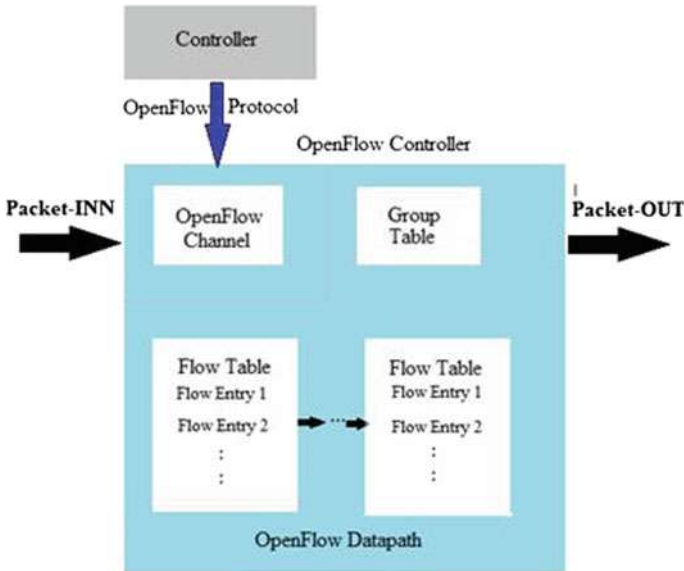 Controller
OpenFlow Protocol
OpenFlow Controller
Packet-INN
Packet-OUT
OpenFlow
Channel
Group
Table
Flow Table
Flow Entry 1
Flow Entry 2
:
:
...
Flow Table
Flow Entry 1
Flow Entry 2
:
:
OpenFlow Datapath